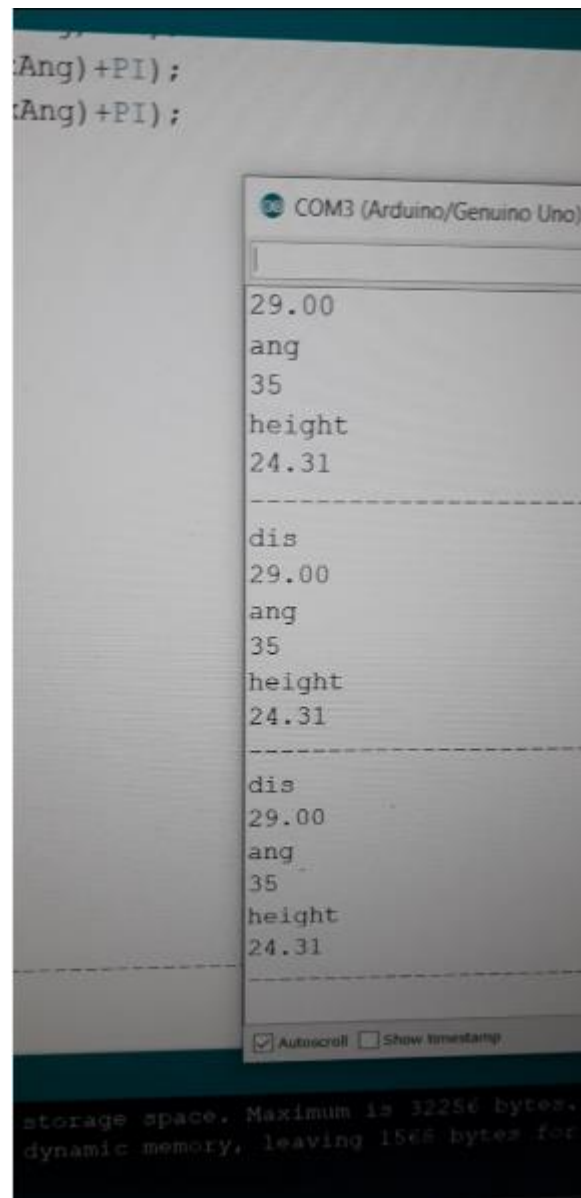 Ang)+PI);
Ang)+PI);
COM3 (Arduino/Genuino Uno)
29.00
ang
35
height
24.31
--------------------------
dis
29.00
ang
35
height
24.31
--------------------------
dis
29.00
ang
35
height
24.31
--------------------------
Autoscroll Show timestamp
storage space. Maximum is 32256 bytes.
dynamic memory, leaving 1566 bytes for